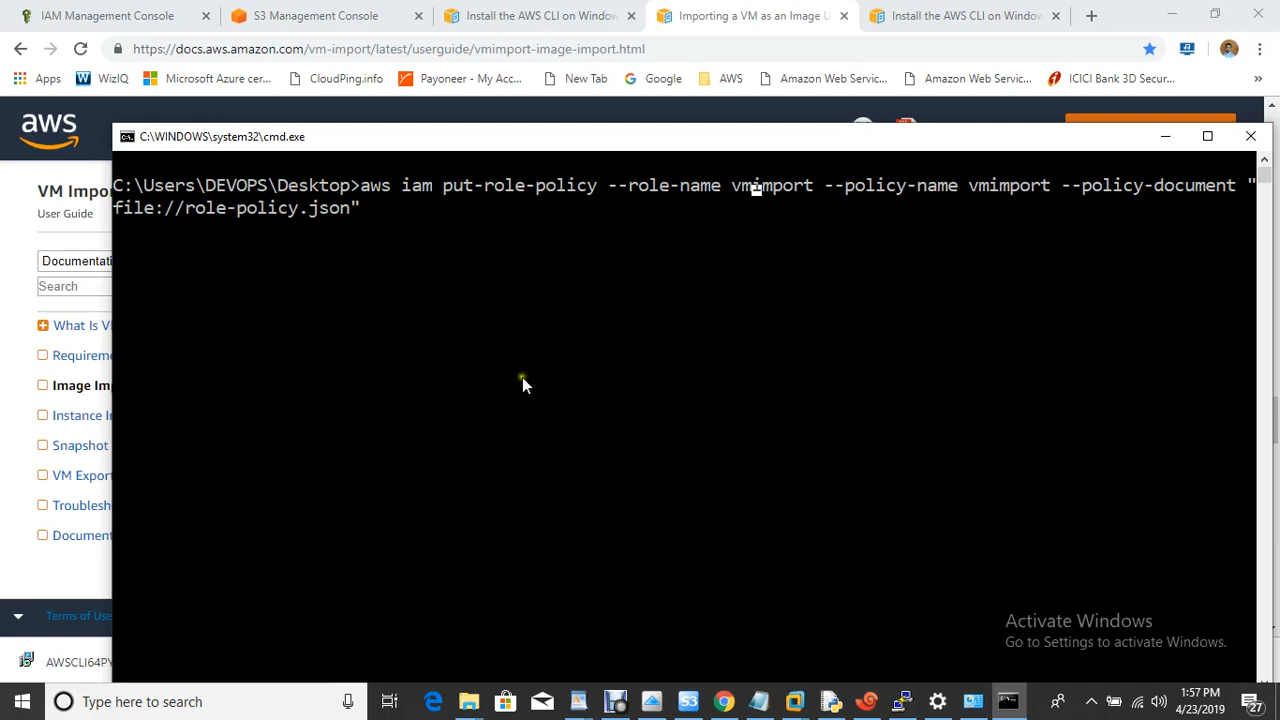 IAM Management Console
S3 Management Console
Install the AWS CLI on Window
Importing a VM as an Image U
Install the AWS CLI on Window
https://docs.aws.amazon.com/vm-import/latest/userguide/vmimport-image-import.html
Apps
WizIQ
Microsoft Azure cer...
CloudPing.info
Payoneer - My Acc...
New Tab
Google
AWS
Amazon Web Servic...
Amazon Web Servic...
ICICI Bank 3D Secur...
»
aws
C:\WINDOWS\system32\cmd.exe
C:\Users\DEVOPS\Desktop>aws iam put-role-policy --role-name vmimport --policy-name vmimport --policy-document "
file://role-policy.json"
VM Impor
User Guide
Documentati
Search
What Is V
Requireme
Image Imp
Instance I
Snapshot
VM Export
Troublesh
Documen
Terms of Use
AWSCLI64PY
Activate Windows
Go to Settings to activate Windows.
Type here to search
1:57 PM
4/23/2019
27